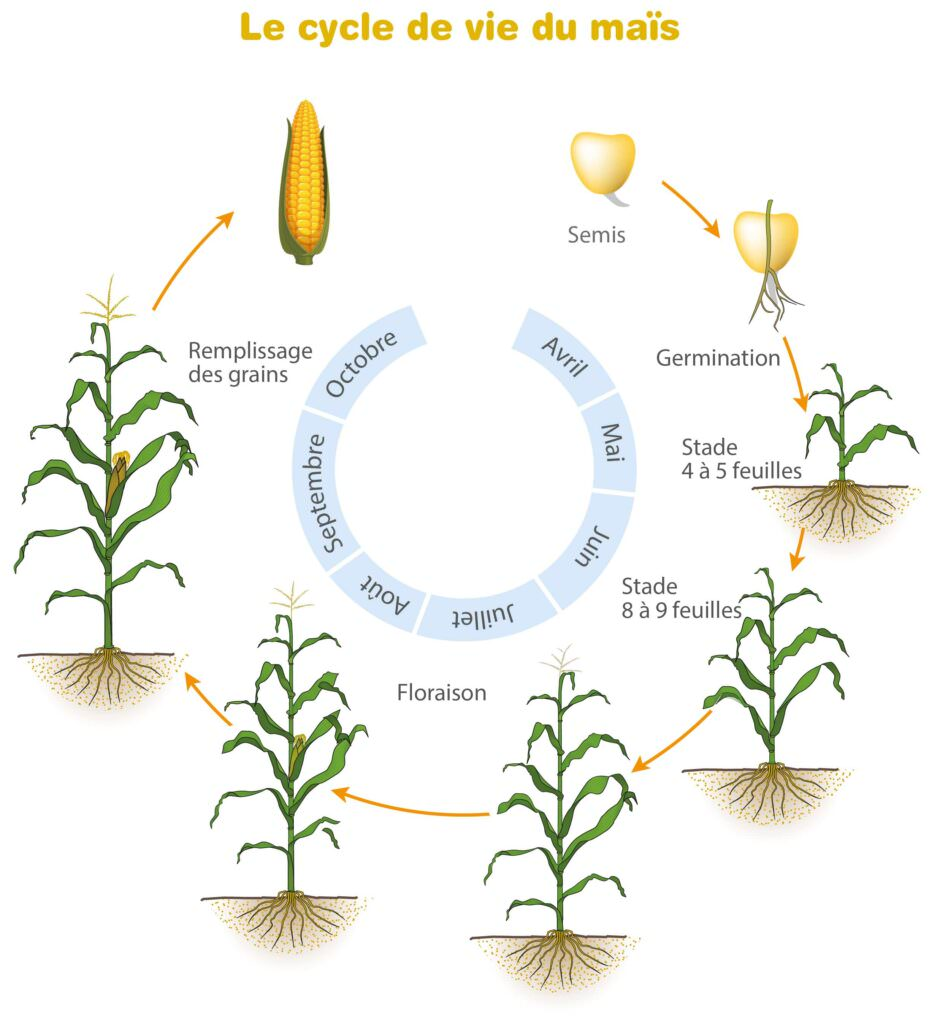 Le cycle de vie du maïs
Semis
Germination
Stade
4 à 5 feuilles
Stade
8 à 9 feuilles
Floraison
Remplissage
des grains
Avril
Mai
Juin
Juillet
Août
Septembre
Octobre